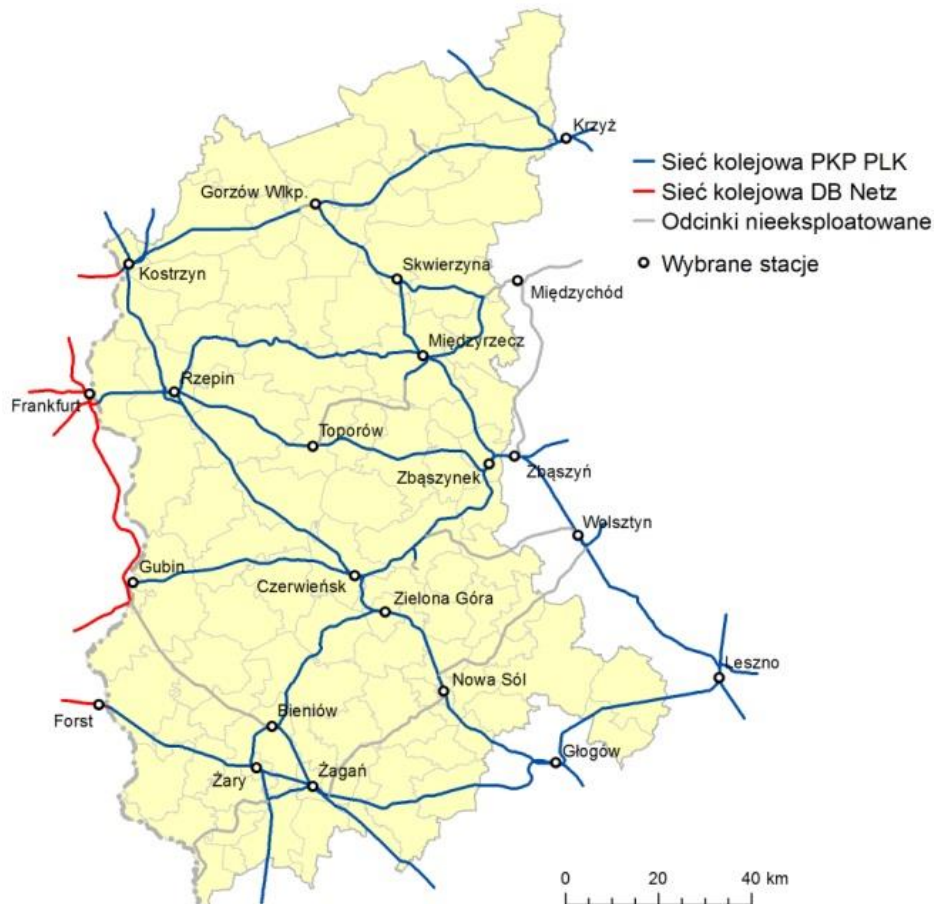 Krzyż
Sieć kolejowa PKP PLK
Sieć kolejowa DB Netz
Odcinki nieeksploatowane
Wybrane stacje
Gorzów Wlkp.
Kostrzyn
Skwierzyna
Międzychód
Międzyrzecz
Rzepin
Frankfurt
Toporów
Zbąszynek
Zbąszyń
Wolsztyn
Gubin
Czerwieńsk
Zielona Góra
Leszno
Nowa Sól
Forst
Bieniów
Głogów
Żary
Żagań
0 20 40 km